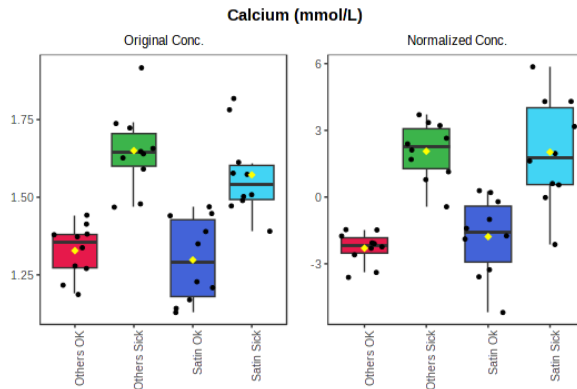 Calcium (mmol/L)
Original Conc.
Normalized Conc.
1.75
1.50
1.25
6
3
0
-3
Others OK
Others Sick
Satin Ok
Satin Sick
Others OK
Others Sick
Satin Ok
Satin Sick